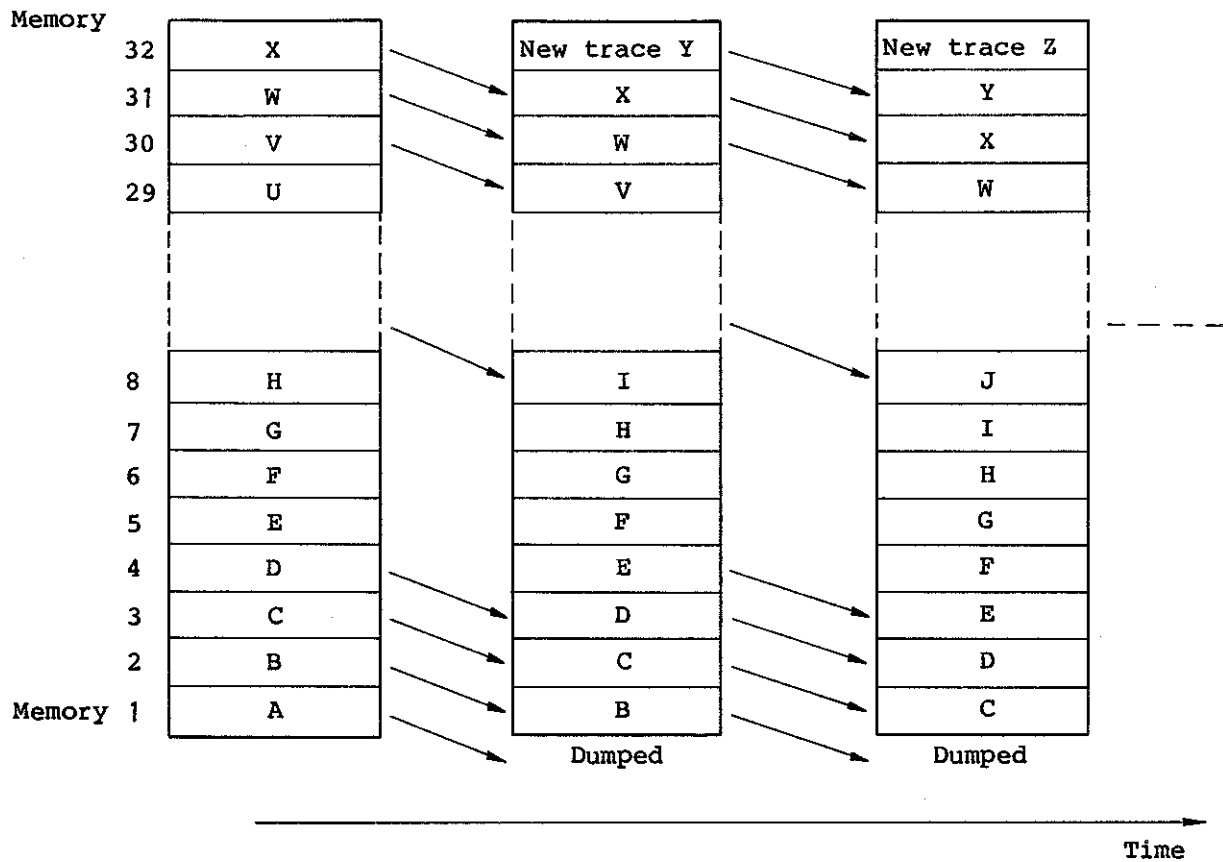 Memory
32 X New trace Y New trace Z
31 W X Y
30 V W X
29 U V W
8 H I J
7 G H I
6 F G H
5 E F G
4 D E F
3 C D E
2 B C D
Memory 1 A B C
Dumped Dumped
Time